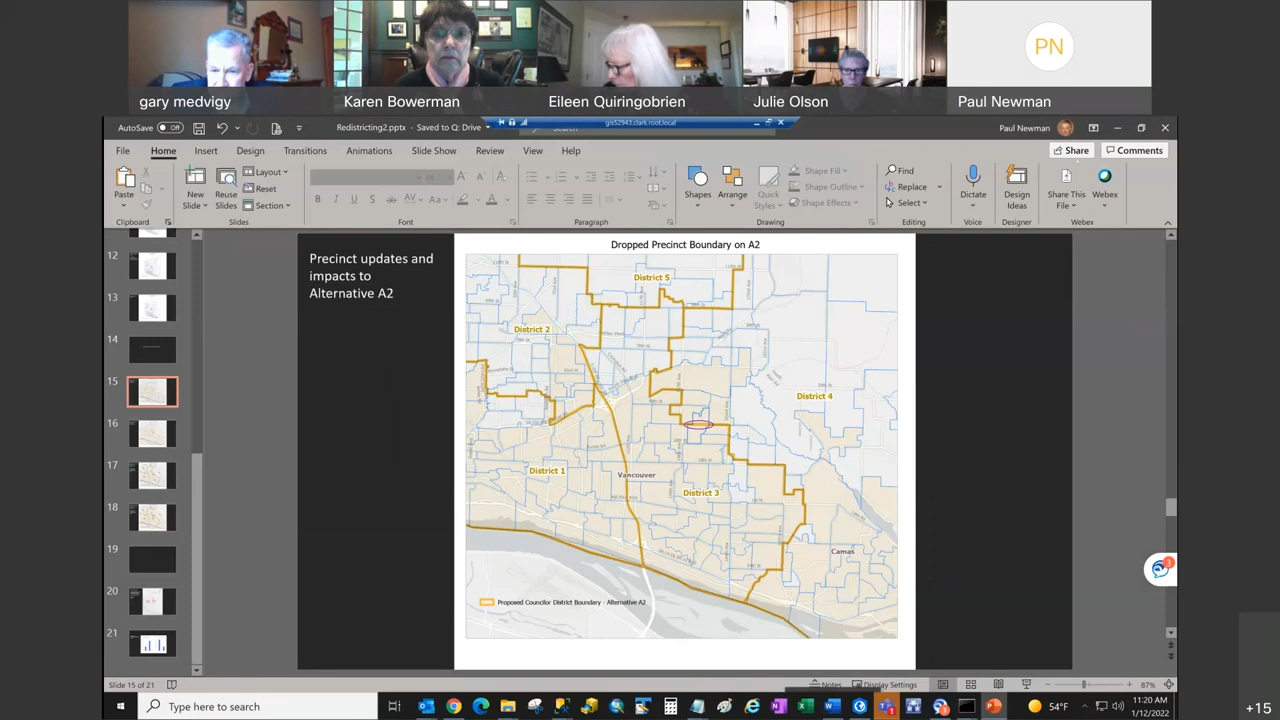 PN
gary medvigy
Karen Bowerman
Eileen Quiringobrien
Julie Olson
Paul Newman
gis52943.clark.root.local
AutoSave
Off
Redistricting2.pptx - Saved to Q: Drive
Search
Paul Newman
File
Home
Insert
Design
Transitions
Animations
Slide Show
Review
View
Help
Share
Comments
Paste
Clipboard
New
Slide
Reuse
Slides
Layout
Reset
Section
Slides
Font
Paragraph
Shapes
Arrange
Quick
Styles
Shape Fill
Shape Outline
Shape Effects
Drawing
Find
Replace
Select
Editing
Dictate
Voice
Design
Ideas
Designer
Share This
File
Webex
Webex
12
13
14
15
16
17
18
19
20
21
Precinct updates and
impacts to
Alternative A2
Dropped Precinct Boundary on A2
District 5
District 2
District 4
District 1
Vancouver
District 3
Camas
Proposed Councilor District Boundary - Alternative A2
3
Slide 15 of 21
Notes
Display Settings
87%
Type here to search
54°F
11:20 AM
1/12/2022
+15